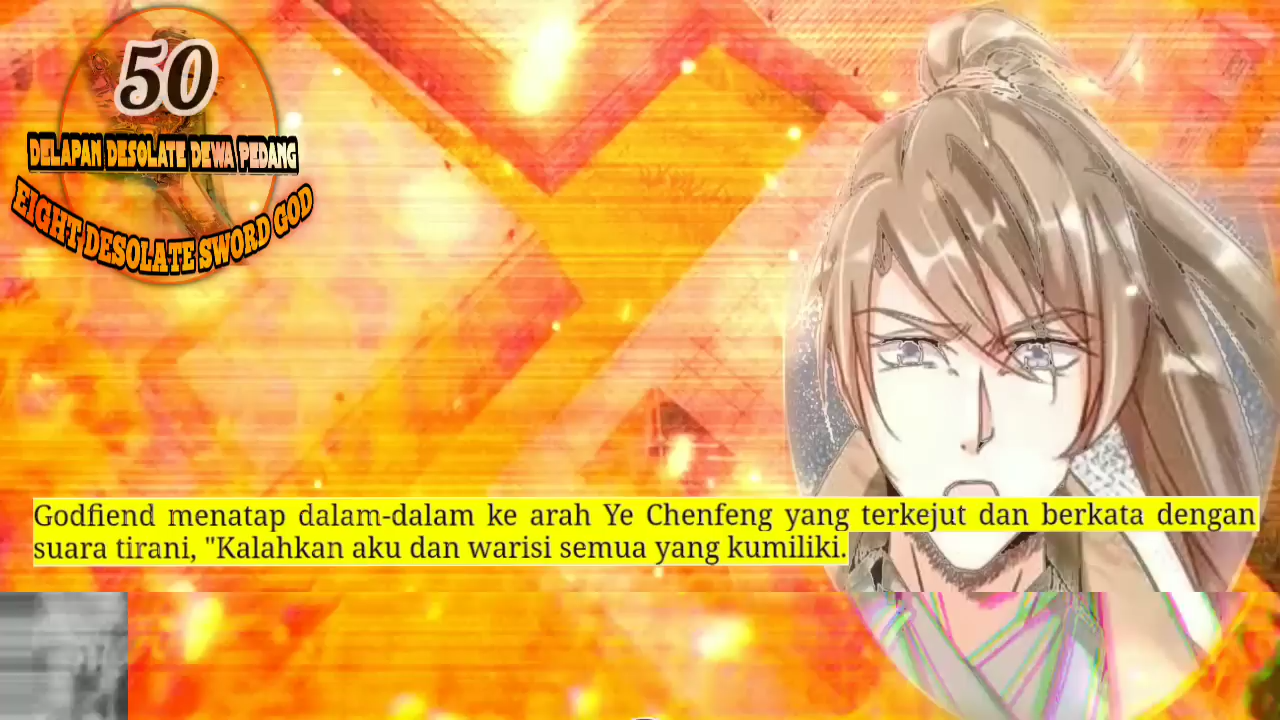 50
DELAPAN DESOLATE DEWA PEDANG
EIGHT DESOLATE SWORD GOD
Godfiend menatap dalam-dalam ke arah Ye Chenfeng yang terkejut dan berkata dengan
suara tirani, "Kalahkan aku dan warisi semua yang kumiliki.